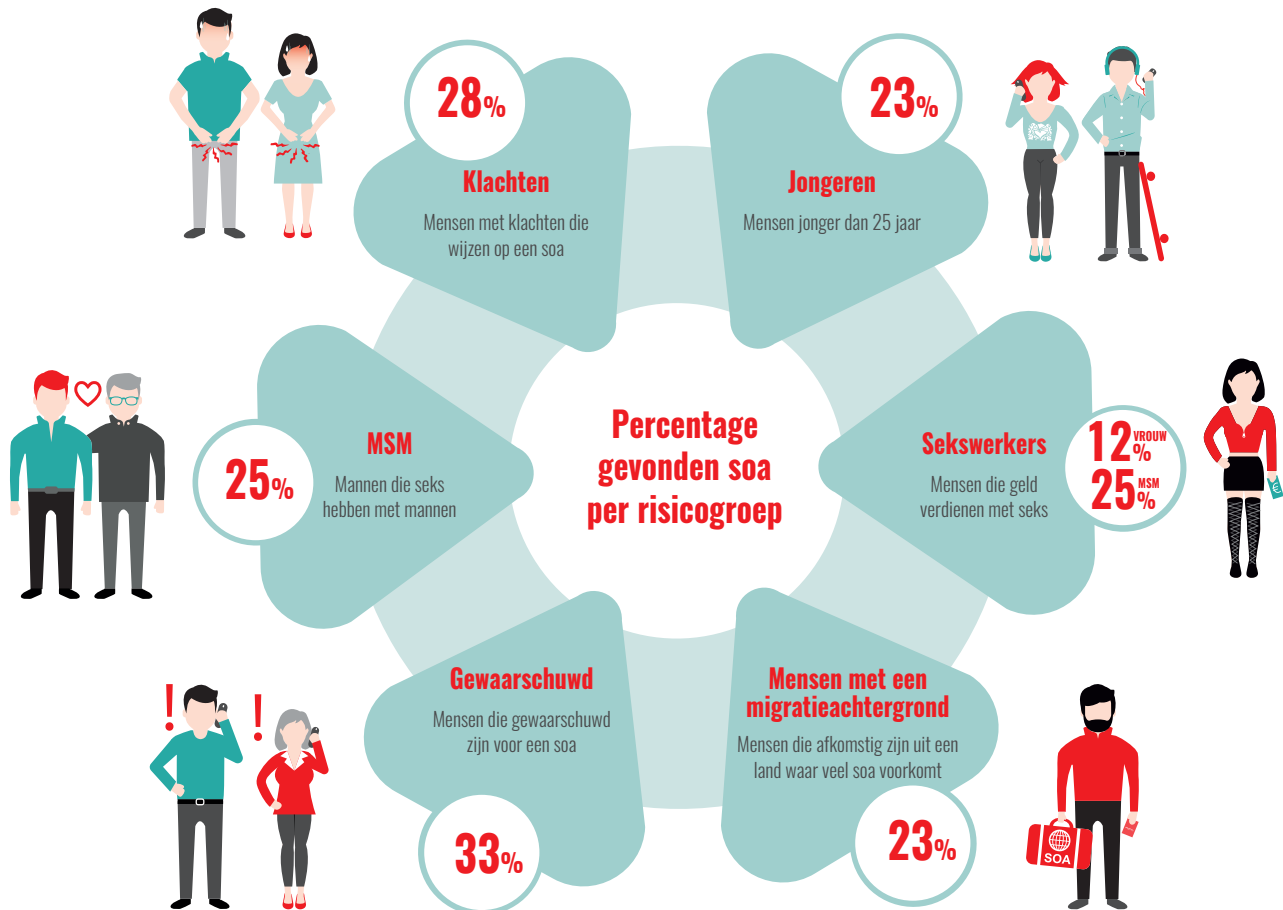 28%
Klachten
Mensen met klachten die
wijzen op een soa
23%
Jongeren
Mensen jonger dan 25 jaar
25%
MSM
Mannen die seks
hebben met mannen
Percentage
gevonden soa
per risicogroep
Sekswerkers
Mensen die geld
verdienen met seks
12% VROUW
25% MSM
€
Gewaarschuwd
Mensen die gewaarschuwd
zijn voor een soa
33%
Mensen met een
migratieachtergrond
Mensen die afkomstig zijn uit een
land waar veel soa voorkomt
23%
! !
SOA